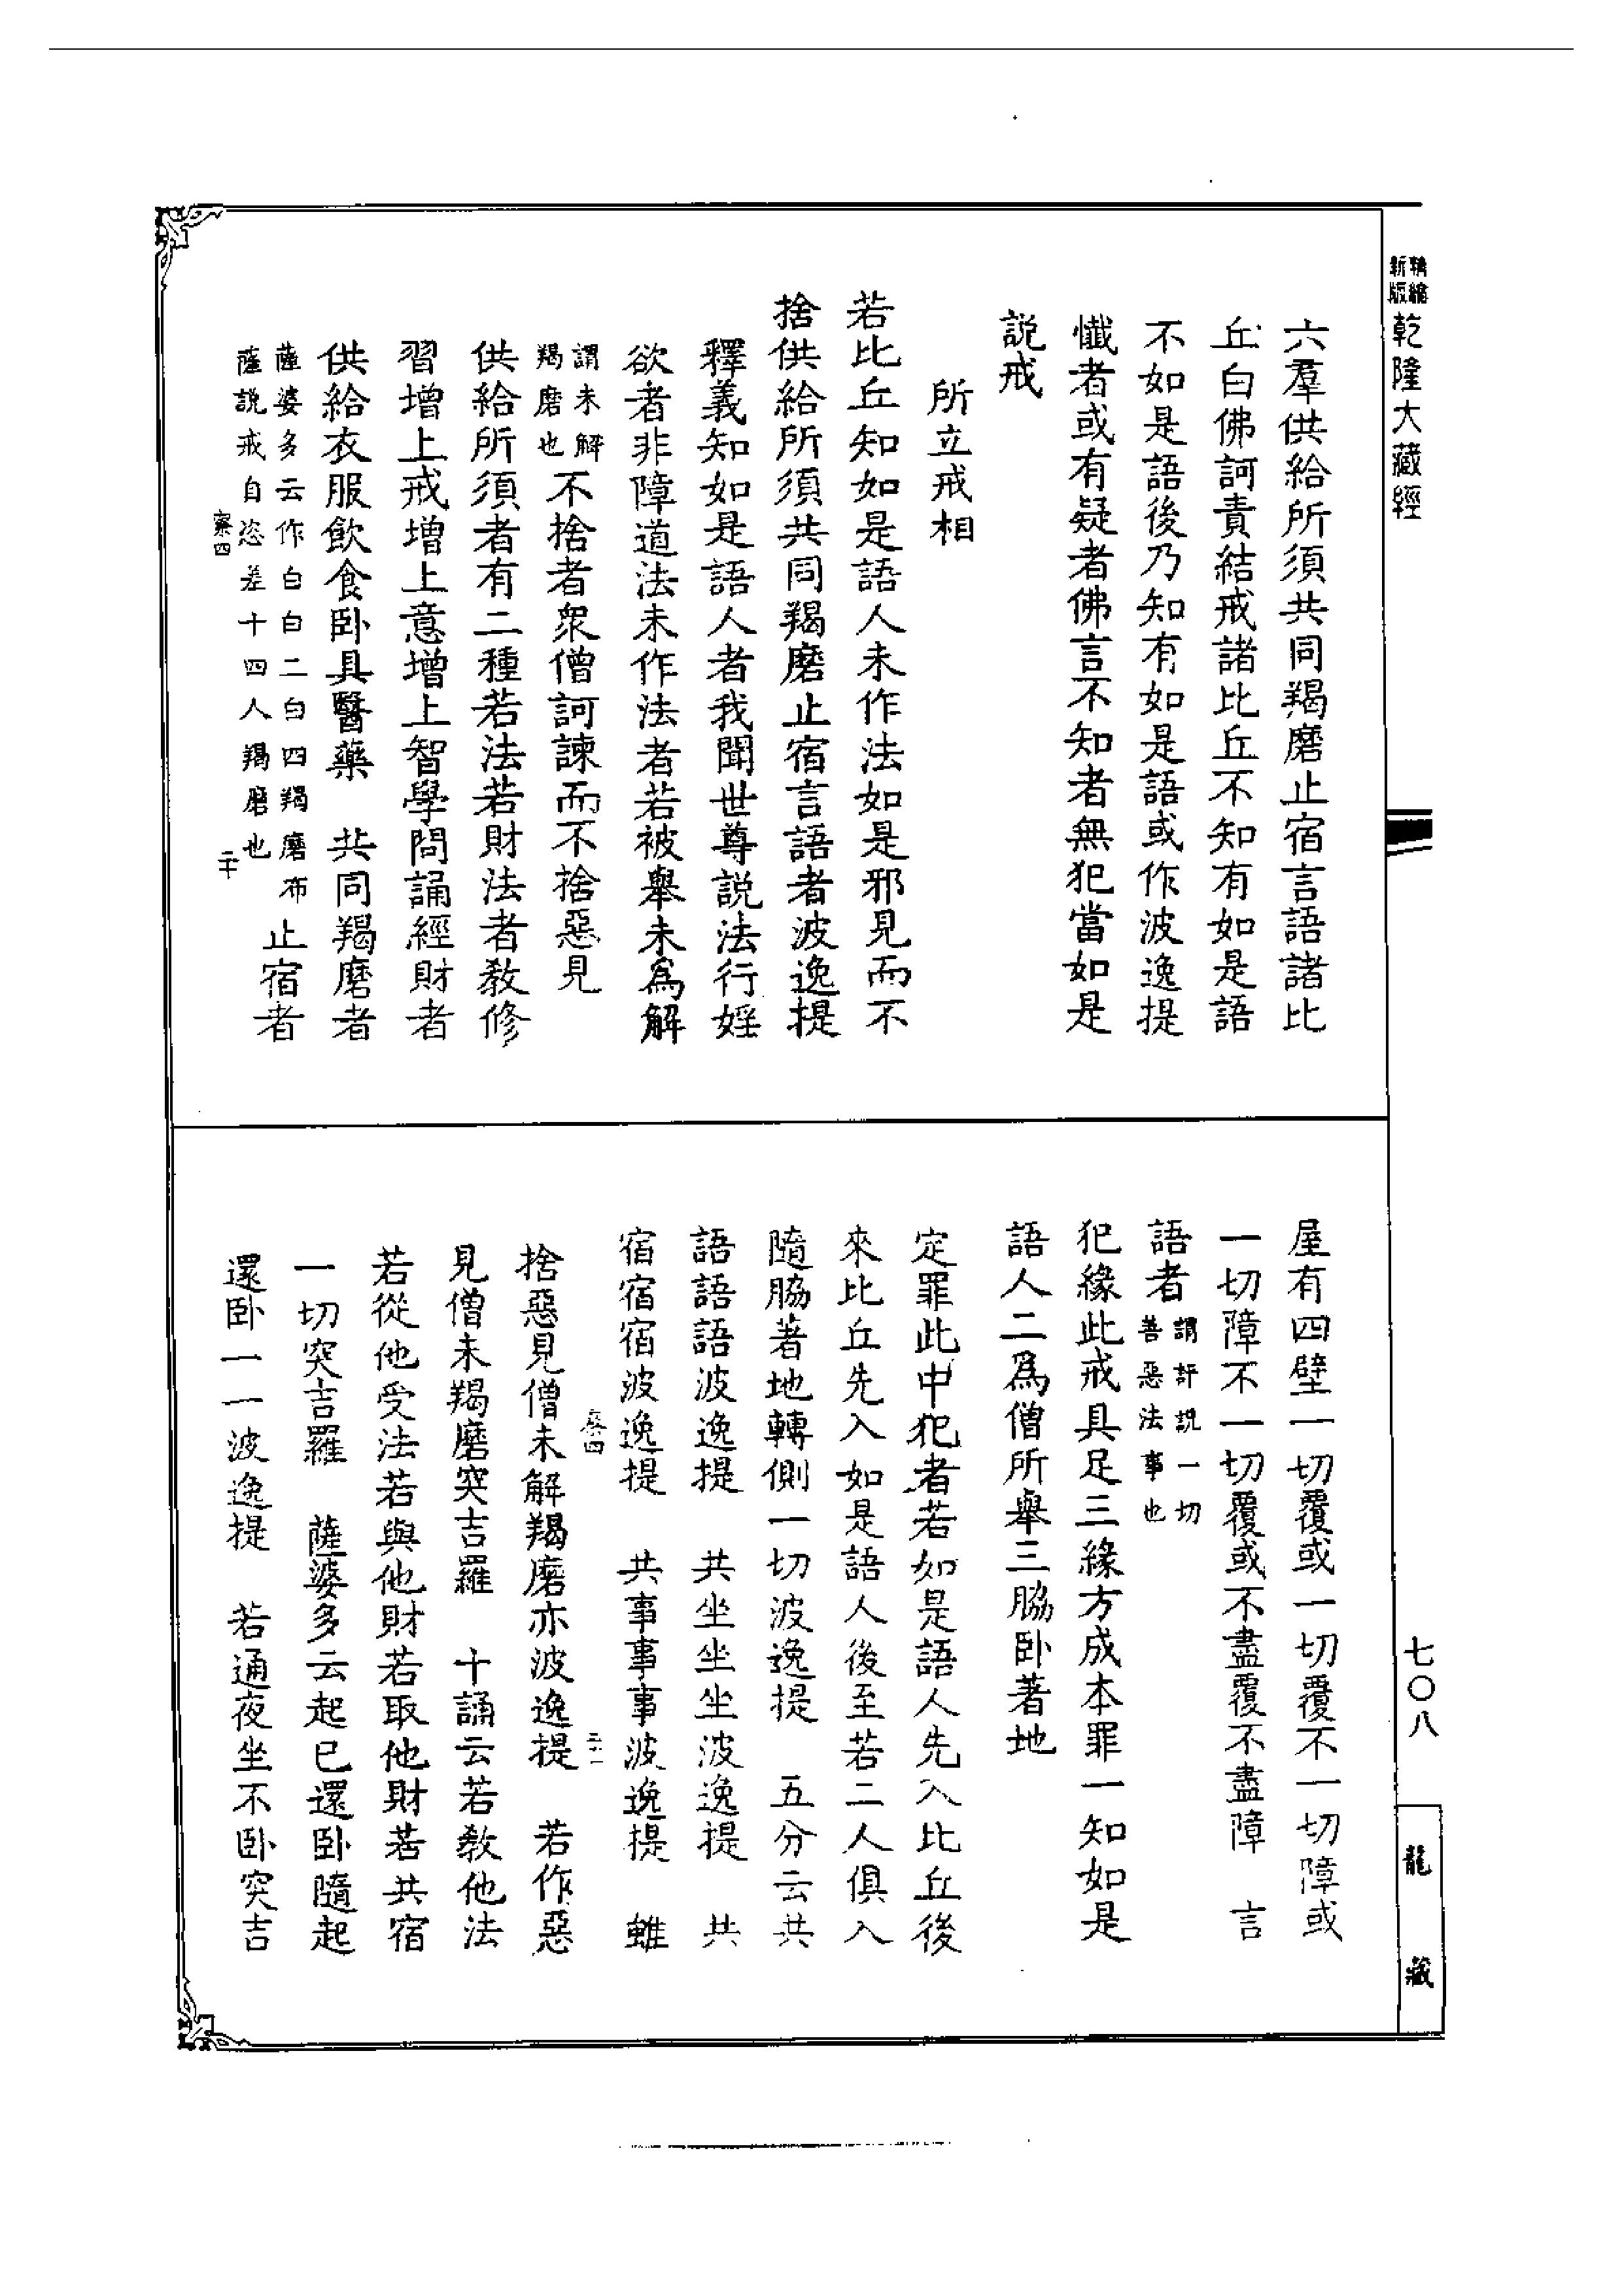 精縮
新版
乾隆大藏經
六羣供給所須共同羯磨止宿言語諸比
丘白佛訶責結戒諸比丘不知有如是語
不如是語後乃知有如是語或作波逸提
懺者或有疑者佛言不知者無犯當如是
説戒
所立戒相
若比丘知如是語人未作法如是邪見而不
捨供給所須共同羯磨止宿言語者波逸提
釋義知如是語人者我聞世尊説法行婬
欲者非障道法未作法者若被舉未爲解
謂未解
羯磨也
不捨者衆僧訶諫而不捨惡見
供給所須者有二種若法若財法者敎修
習增上戒增上意增上智學問誦經財者
供給衣服飲食卧具醫藥　共同羯磨者
薩婆多云作白白二白四羯磨布
薩説戒自恣差十四人羯磨也
止宿者
二十
屋有四壁一切覆或一切覆不一切障或
一切障不一切覆或不盡覆不盡障　言
語者
謂評説一切
善惡法事也
犯緣此戒具足三緣方成本罪一知如是
語人二爲僧所舉三脇卧著地
定罪此中犯者若如是語人先入比丘後
來比丘先入如是語人後至若二人俱入
隨脇著地轉側一切波逸提　五分云共
語語語波逸提　共坐坐坐波逸提　共
宿宿宿波逸提　共事事事波逸提　雖
二十一
捨惡見僧未解羯磨亦波逸提　若作惡
見僧未羯磨突吉羅　十誦云若敎他法
若從他受法若與他財若取他財若共宿
一切突吉羅　薩婆多云起已還卧隨起
還卧一一波逸提　若通夜坐不卧突吉
七〇八
龍藏